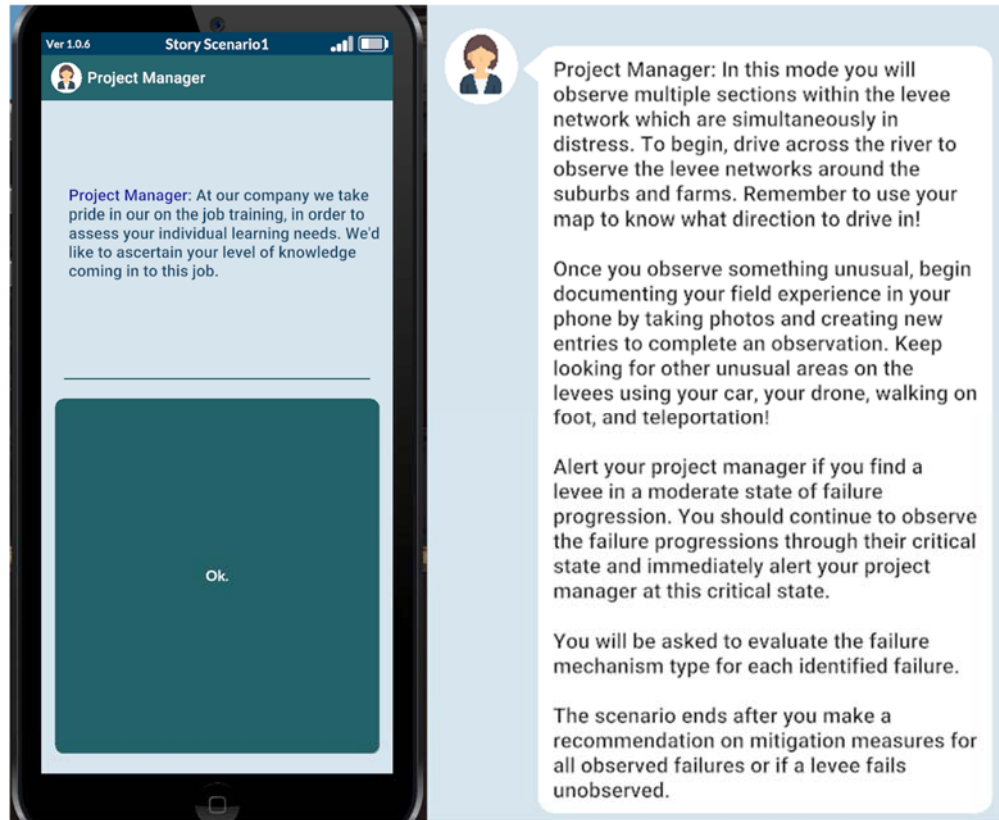 Ver 1.0.6 Story Scenario1
Project Manager
Project Manager: At our company we take
pride in our on the job training, in order to
assess your individual learning needs. We'd
like to ascertain your level of knowledge
coming in to this job.
Ok.
Project Manager: In this mode you will
observe multiple sections within the levee
network which are simultaneously in
distress. To begin, drive across the river to
observe the levee networks around the
suburbs and farms. Remember to use your
map to know what direction to drive in!
Once you observe something unusual, begin
documenting your field experience in your
phone by taking photos and creating new
entries to complete an observation. Keep
looking for other unusual areas on the
levees using your car, your drone, walking on
foot, and teleportation!
Alert your project manager if you find a
levee in a moderate state of failure
progression. You should continue to observe
the failure progressions through their critical
state and immediately alert your project
manager at this critical state.
You will be asked to evaluate the failure
mechanism type for each identified failure.
The scenario ends after you make a
recommendation on mitigation measures for
all observed failures or if a levee fails
unobserved.